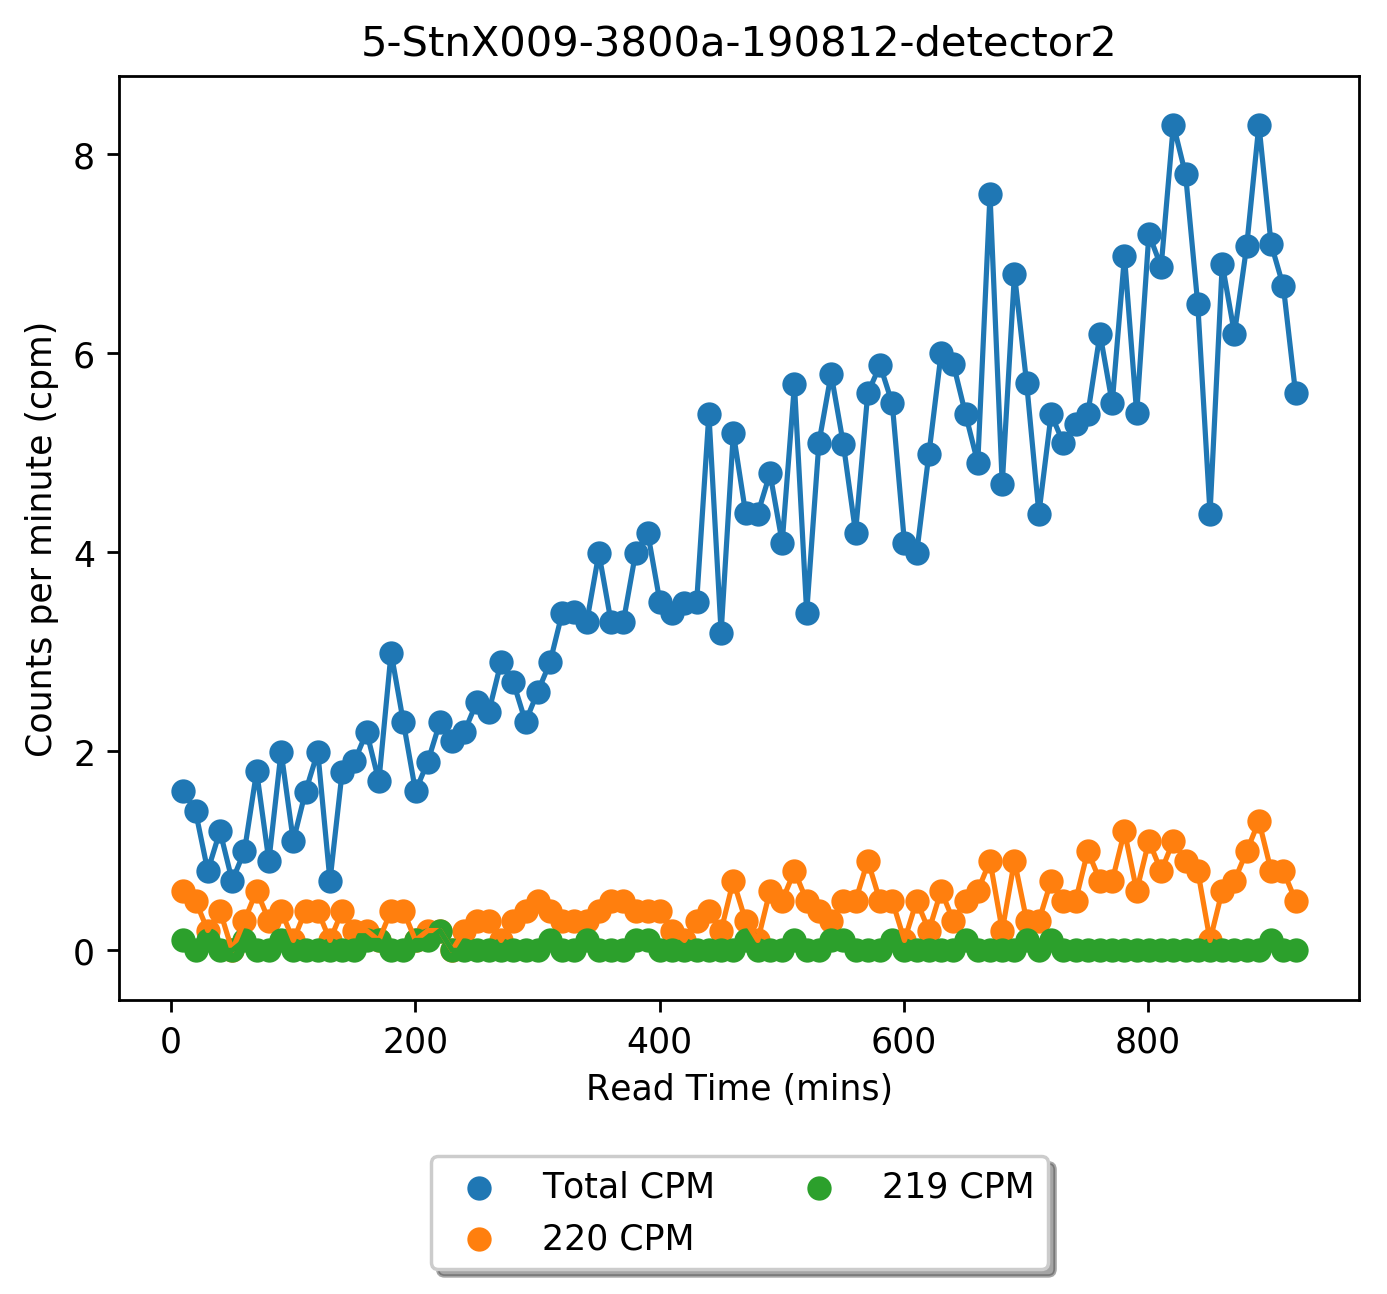 5-StnX009-3800a-190812-detector2
Counts per minute (cpm)
8
6
4
2
0
0 200 400 600 800
Read Time (mins)
Total CPM 219 CPM
220 CPM